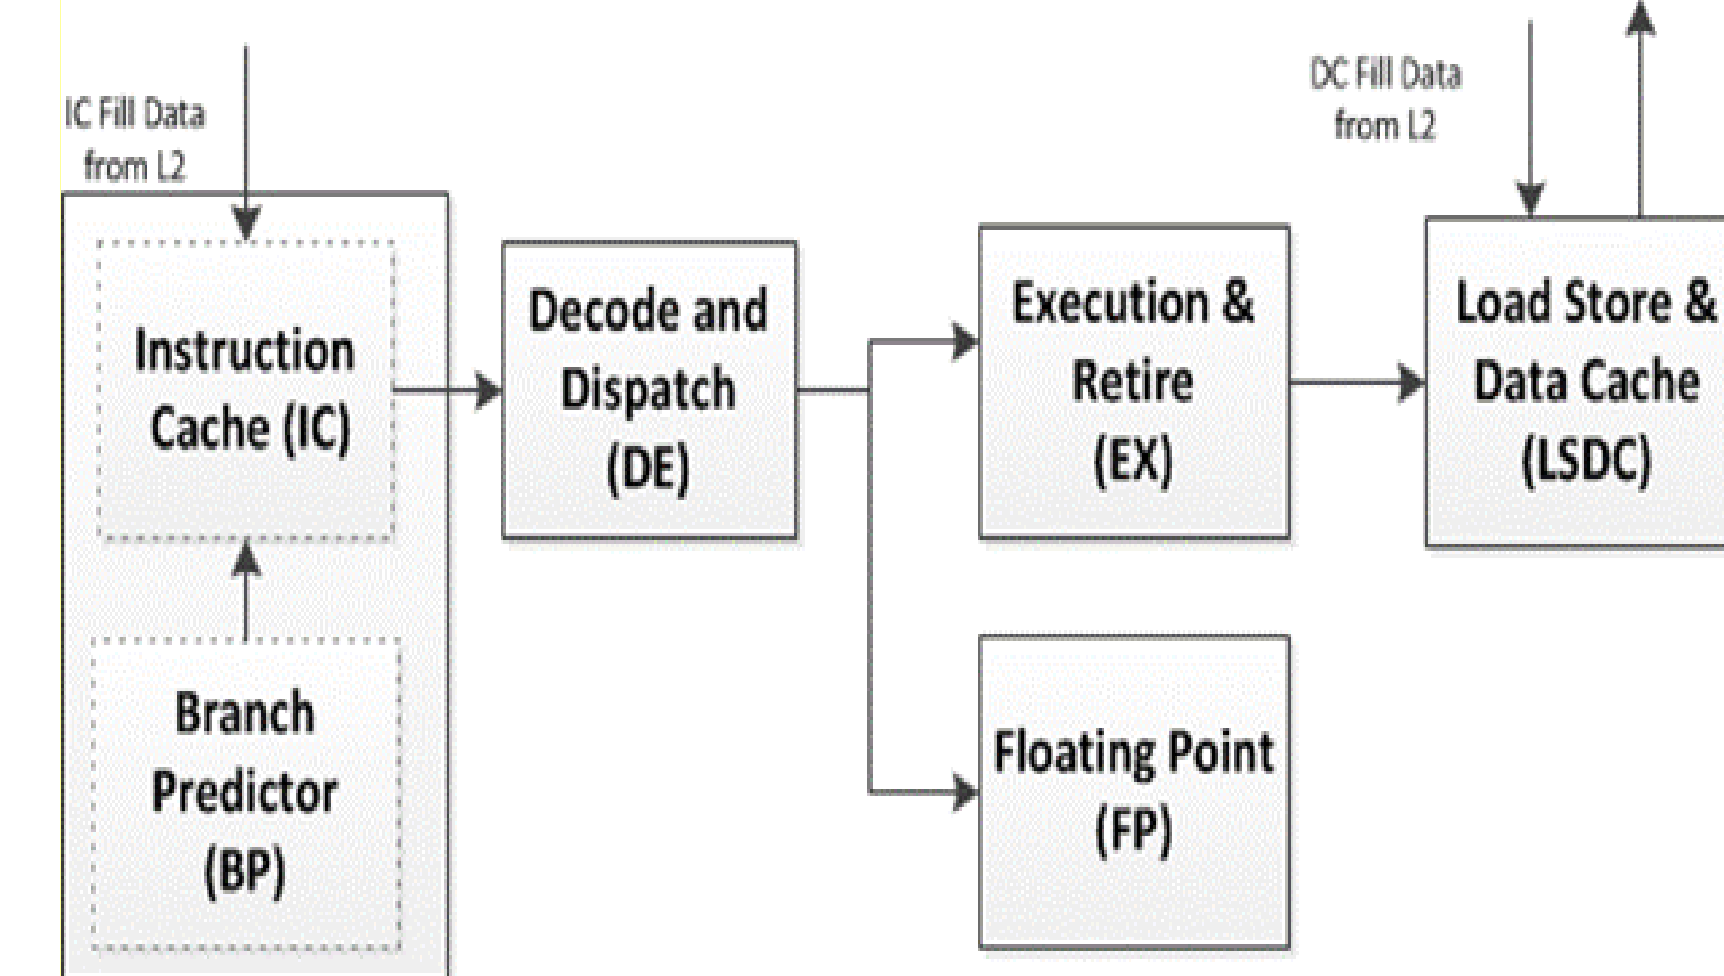 IC Fill Data
from L2
DC Fill Data
from L2
Instruction
Cache (IC)
Decode and
Dispatch
(DE)
Execution &
Retire
(EX)
Load Store &
Data Cache
(LSDC)
Branch
Predictor
(BP)
Floating Point
(FP)